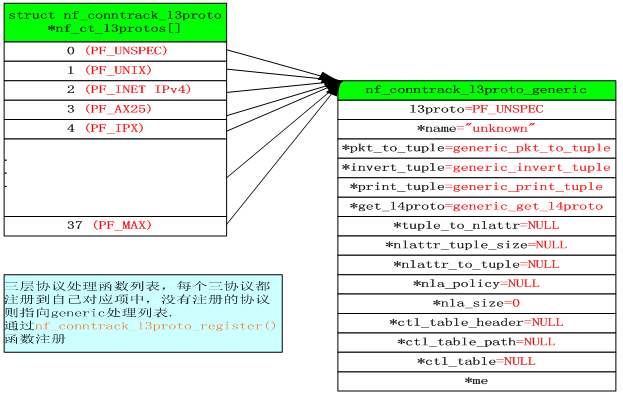 struct nf_conntrack_l3proto
*nf_ct_l3protos[]
0 (PF_UNSPEC)
1 (PF_UNIX)
2 (PF_INET IPv4)
3 (PF_AX25)
4 (PF_IPX)
.
.
.
37 (PF_MAX)
nf_conntrack_l3proto_generic
l3proto=PF_UNSPEC
*name="unknown"
*pkt_to_tuple=generic_pkt_to_tuple
*invert_tuple=generic_invert_tuple
*print_tuple=generic_print_tuple
*get_l4proto=generic_get_l4proto
*tuple_to_nlattr=NULL
*nlattr_tuple_size=NULL
*nlattr_to_tuple=NULL
*nla_policy=NULL
*nla_size=0
*ctl_table_header=NULL
*ctl_table_path=NULL
*ctl_table=NULL
*me
三层协议处理函数列表，每个三协议都
注册到自己对应项中，没有注册的协议
则指向generic处理列表.
通过nf_conntrack_l3proto_register()
函数注册